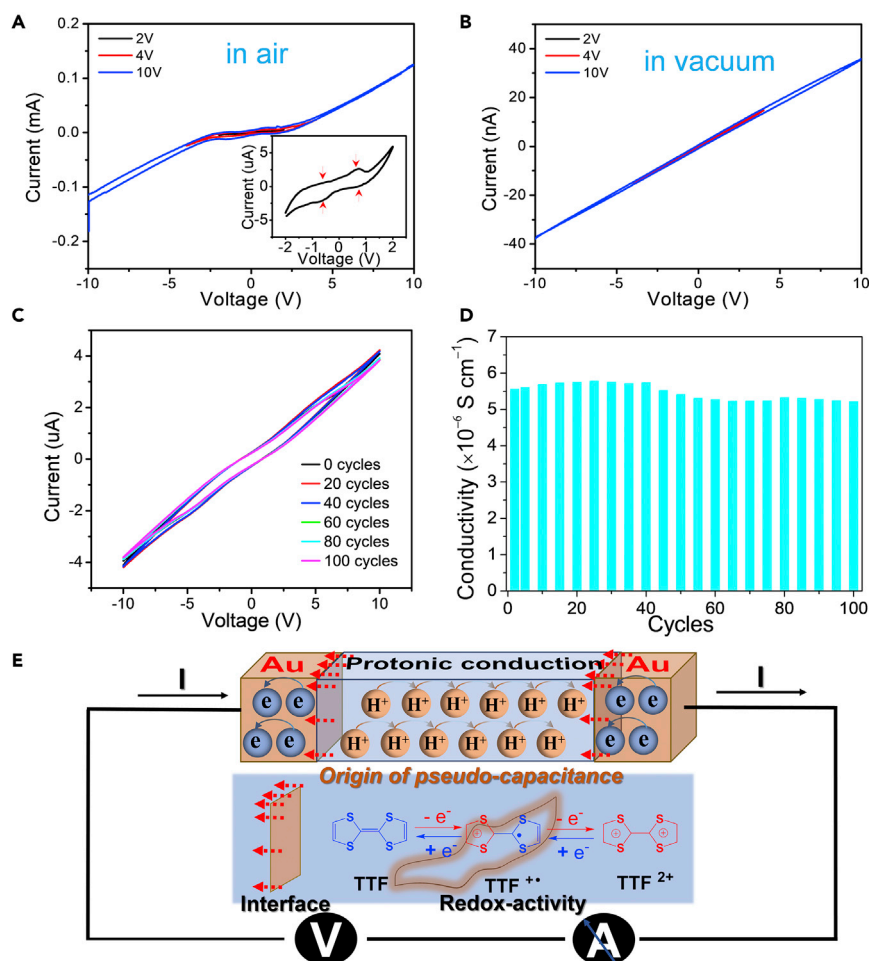 A
2V
4V
10V
in air
0.2
0.1
0.0
-0.1
-0.2
Current (mA)
-10
-5
0
5
10
Voltage (V)
5
0
-5
Current (uA)
-2
-1
0
1
2
Voltage (V)
B
2V
4V
10V
in vacuum
40
20
0
-20
-40
Current (nA)
-10
-5
0
5
10
Voltage (V)
C
4
2
0
-2
-4
Current (uA)
0 cycles
20 cycles
40 cycles
60 cycles
80 cycles
100 cycles
-10
-5
0
5
10
Voltage (V)
D
7
6
5
4
3
2
1
0
Conductivity (×10⁻⁶ S cm⁻¹)
0
20
40
60
80
100
Cycles
E
Au
Protonic conduction
Au
I
I
e e
e e
H⁺ H⁺ H⁺ H⁺ H⁺ H⁺
H⁺ H⁺ H⁺ H⁺ H⁺ H⁺
e e
e e
Origin of pseudo-capacitance
- e⁻
+ e⁻
- e⁻
+ e⁻
S S S S
S S S S
S S S S
TTF
TTF ⁺•
TTF ²⁺
Interface
Redox-activity
V
A